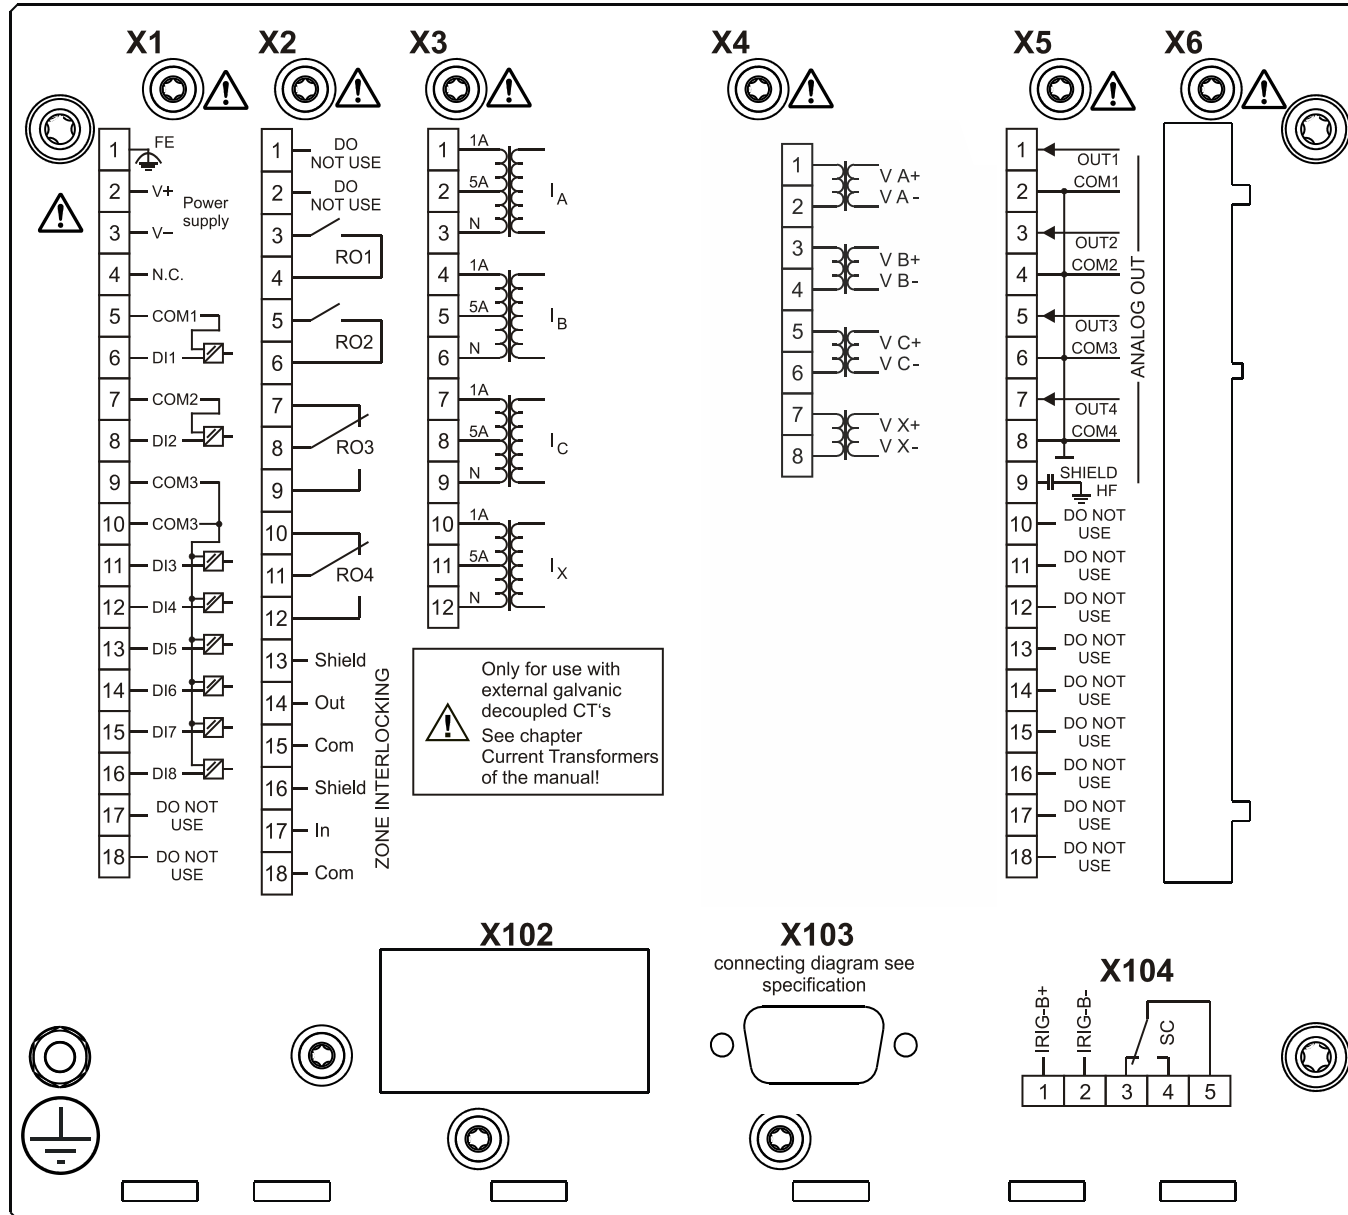 X1
X2
X3
X4
X5
X6
1
FE
2
V+
Power
supply
3
V–
4
N.C.
5
COM1
6
DI1
7
COM2
8
DI2
9
COM3
10
COM3
11
DI3
12
DI4
13
DI5
14
DI6
15
DI7
16
DI8
17
DO NOT
USE
18
DO NOT
USE
1
DO
NOT USE
2
DO
NOT USE
3
RO1
4
5
RO2
6
7
8
RO3
9
10
11
RO4
12
13
Shield
14
Out
15
Com
16
Shield
17
In
18
Com
ZONE INTERLOCKING
1
1A
2
5A
IA
3
N
4
1A
5
5A
IB
6
N
7
1A
8
5A
IC
9
N
10
1A
11
5A
IX
12
N
Only for use with
external galvanic
decoupled CT's
See chapter
Current Transformers
of the manual!
1
V A+
2
V A-
3
V B+
4
V B-
5
V C+
6
V C-
7
V X+
8
V X-
1
OUT1
2
COM1
3
OUT2
4
COM2
5
OUT3
6
COM3
7
OUT4
8
COM4
ANALOG OUT
9
SHIELD
HF
10
DO NOT
USE
11
DO NOT
USE
12
DO NOT
USE
13
DO NOT
USE
14
DO NOT
USE
15
DO NOT
USE
16
DO NOT
USE
17
DO NOT
USE
18
DO NOT
USE
X102
X103
connecting diagram see
specification
X104
IRIG-B+
IRIG-B-
SC
1 2 3 4 5